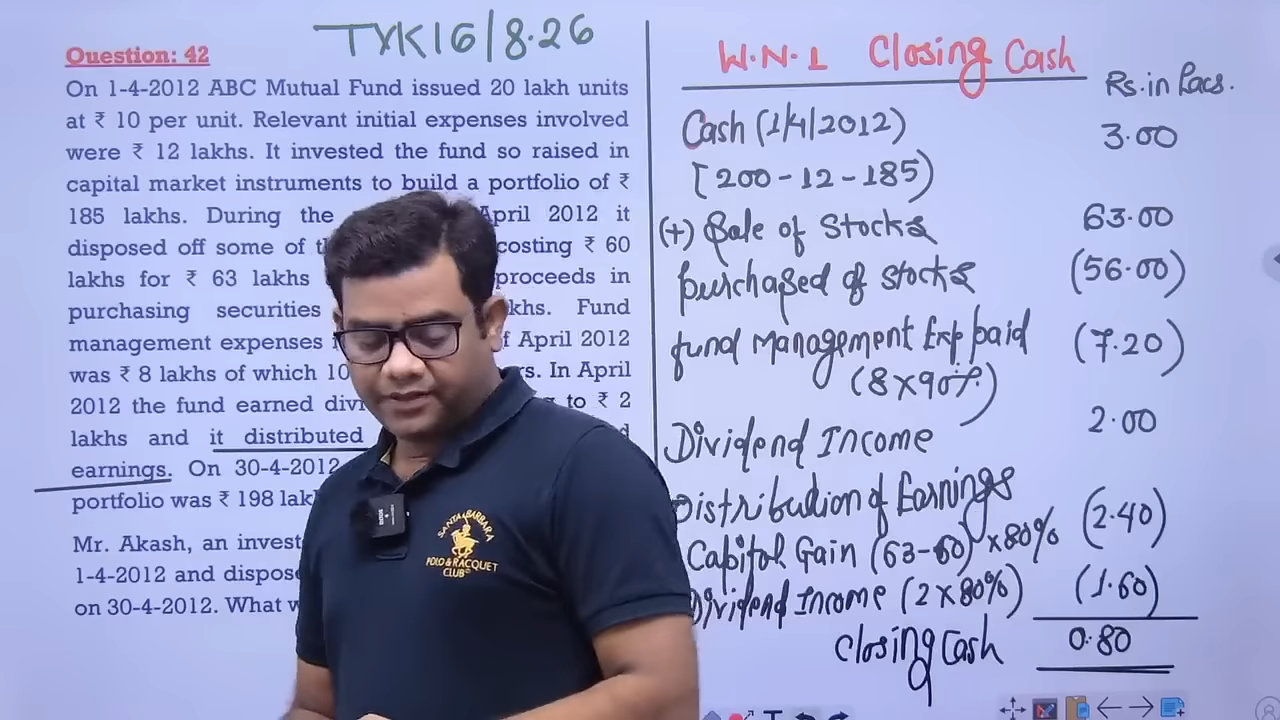 TYK16/8.26
Question: 42
On 1-4-2012 ABC Mutual Fund issued 20 lakh units
at ₹ 10 per unit. Relevant initial expenses involved
were ₹ 12 lakhs. It invested the fund so raised in
capital market instruments to build a portfolio of ₹
185 lakhs. During the April 2012 it
disposed off some of costing ₹ 60
lakhs for ₹ 63 lakhs proceeds in
purchasing securities khs. Fund
management expenses f April 2012
was ₹ 8 lakhs of which 10 rs. In April
2012 the fund earned to ₹ 2
lakhs and it distributed
earnings. On 30-4-2012
portfolio was ₹ 198
Mr. Akash, an
1-4-2012 and
on 30-4-2012. What
W.N.1 Closing Cash
Rs. in Lacs.
Cash (1/4/2012) 3.00
[200-12-185)
(+) Sale of Stocks 63.00
purchased of stocks (56.00)
fund Management Exp paid (7.20)
(8×90%)
Dividend Income 2.00
Distribution of Earnings
Capital Gain (63-60) ×80% (2.40)
Dividend Income (2×80%) (1.60)
Closing Cash 0.80
SANTA BARBARA
POLO & RACQUET
CLUB